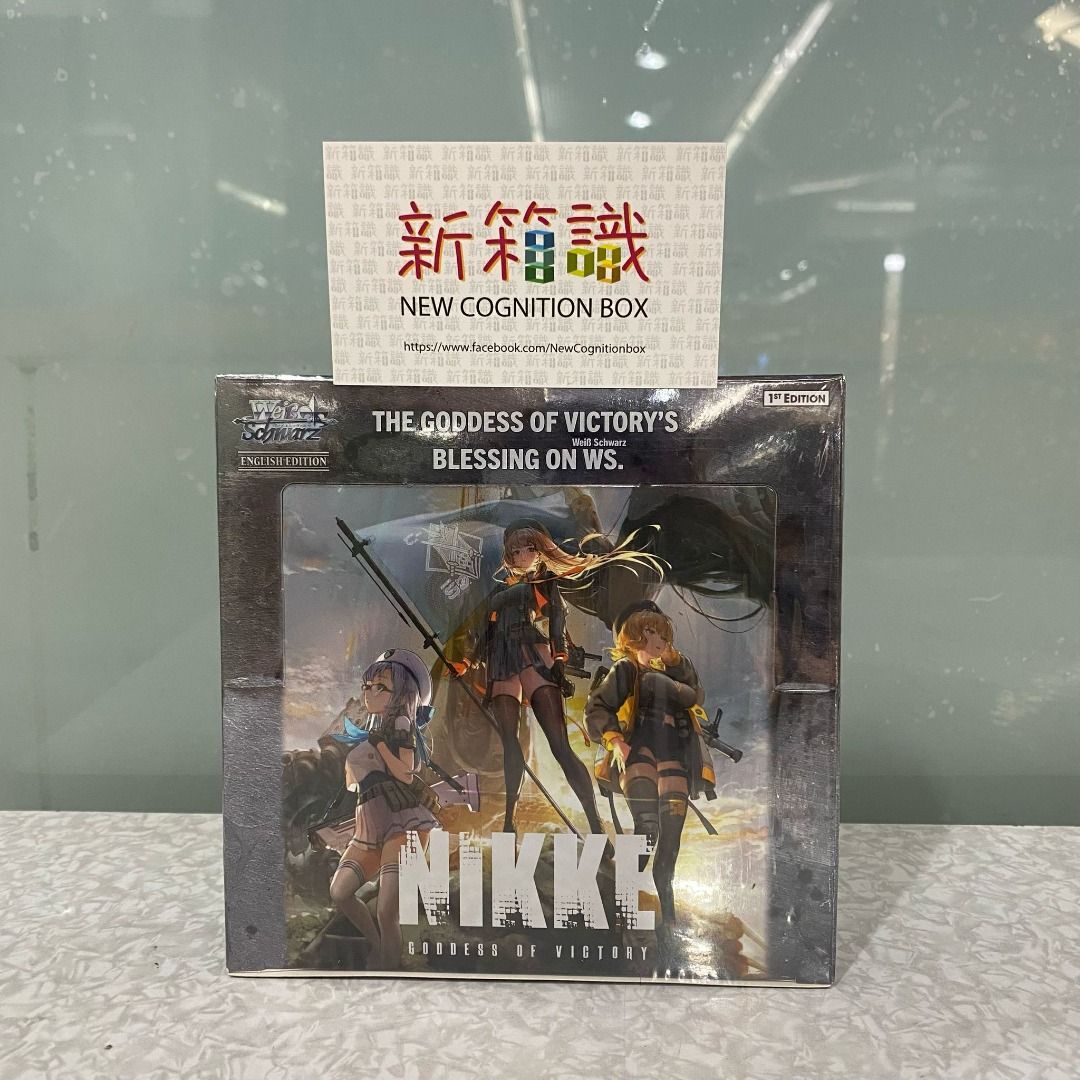 新箱識
NEW COGNITION BOX
https://www.facebook.com/NewCognitionbox
Weiß Schwarz
ENGLISH EDITION
1ST EDITION
THE GODDESS OF VICTORY'S
Weiß Schwarz
BLESSING ON WS.
NIKKE
GODDESS OF VICTORY